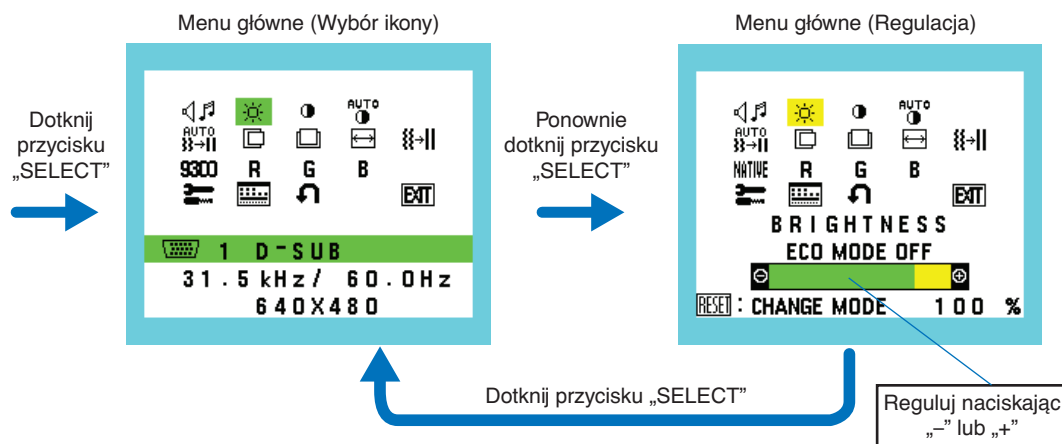 Menu główne (Wybór ikony)
Menu główne (Regulacja)
Dotknij
przycisku
„SELECT”
AUTO
AUTO
9300 R G B
EXIT
1 D-SUB
31.5 kHz/ 60.0Hz
640X480
Ponownie
dotknij przycisku
„SELECT”
AUTO
AUTO
NATIVE R G B
EXIT
BRIGHTNESS
ECO MODE OFF
RESET : CHANGE MODE 100 %
Dotknij przycisku „SELECT”
Reguluj naciskając
„–” lub „+”